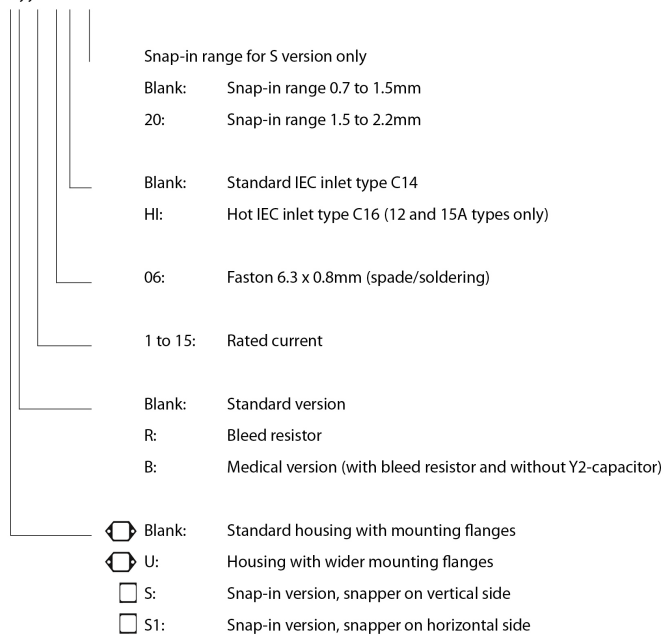 Snap-in range for S version only
Blank: Snap-in range 0.7 to 1.5mm
20: Snap-in range 1.5 to 2.2mm
Blank: Standard IEC inlet type C14
HI: Hot IEC inlet type C16 (12 and 15A types only)
06: Faston 6.3 x 0.8mm (spade/soldering)
1 to 15: Rated current
Blank: Standard version
R: Bleed resistor
B: Medical version (with bleed resistor and without Y2-capacitor)
Blank: Standard housing with mounting flanges
U: Housing with wider mounting flanges
S: Snap-in version, snapper on vertical side
S1: Snap-in version, snapper on horizontal side